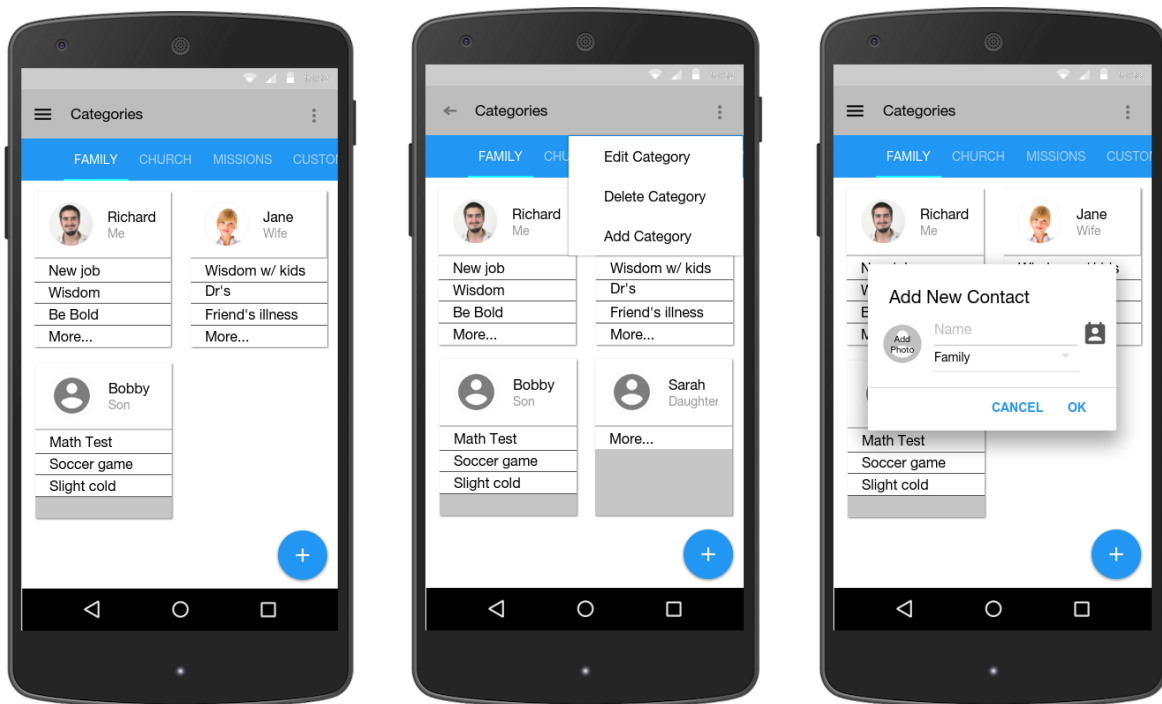 Categories
FAMILY CHURCH MISSIONS CUSTO
Richard
Me
Jane
Wife
New job
Wisdom
Be Bold
More...
Wisdom w/ kids
Dr's
Friend's illness
More...
Bobby
Son
Math Test
Soccer game
Slight cold
+
Categories
FAMILY CHU
Edit Category
Delete Category
Add Category
Richard
Me
New job
Wisdom
Be Bold
More...
Wisdom w/ kids
Dr's
Friend's illness
More...
Bobby
Son
Math Test
Soccer game
Slight cold
Sarah
Daughter
More...
+
Categories
FAMILY CHURCH MISSIONS CUSTO
Richard
Me
Jane
Wife
Add New Contact
Add
Photo
Name
Family
CANCEL OK
Math Test
Soccer game
Slight cold
+